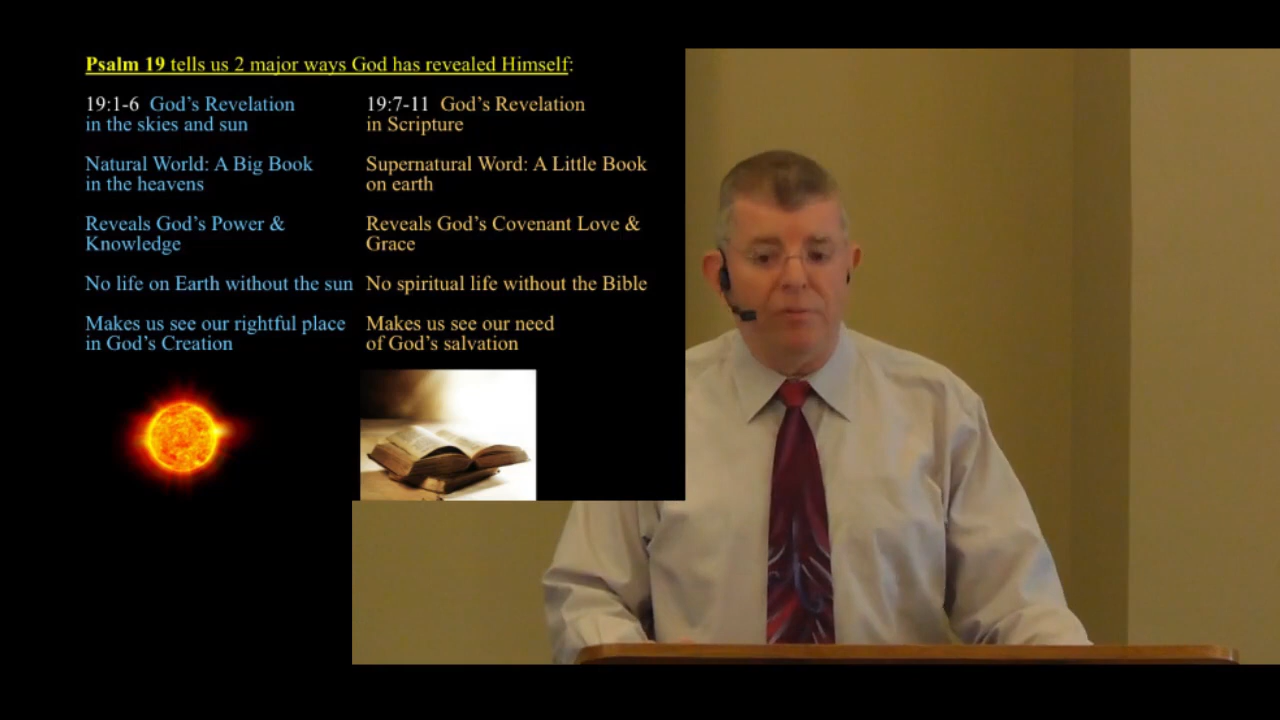 Psalm 19 tells us 2 major ways God has revealed Himself:
19:1-6 God's Revelation
in the skies and sun
Natural World: A Big Book
in the heavens
Reveals God's Power &
Knowledge
No life on Earth without the sun
Makes us see our rightful place
in God's Creation
19:7-11 God's Revelation
in Scripture
Supernatural Word: A Little Book
on earth
Reveals God's Covenant Love &
Grace
No spiritual life without the Bible
Makes us see our need
of God's salvation